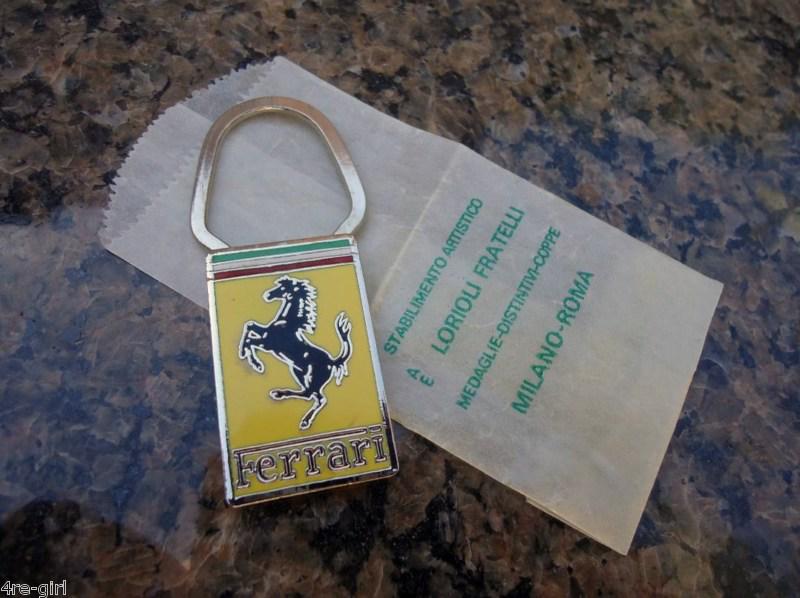 Ferrari
STABILIMENTO ARTISTICO
A E LORIOLI FRATELLI
MEDAGLIE-DISTINTIVI-COPPE
MILANO-ROMA
4re-girl